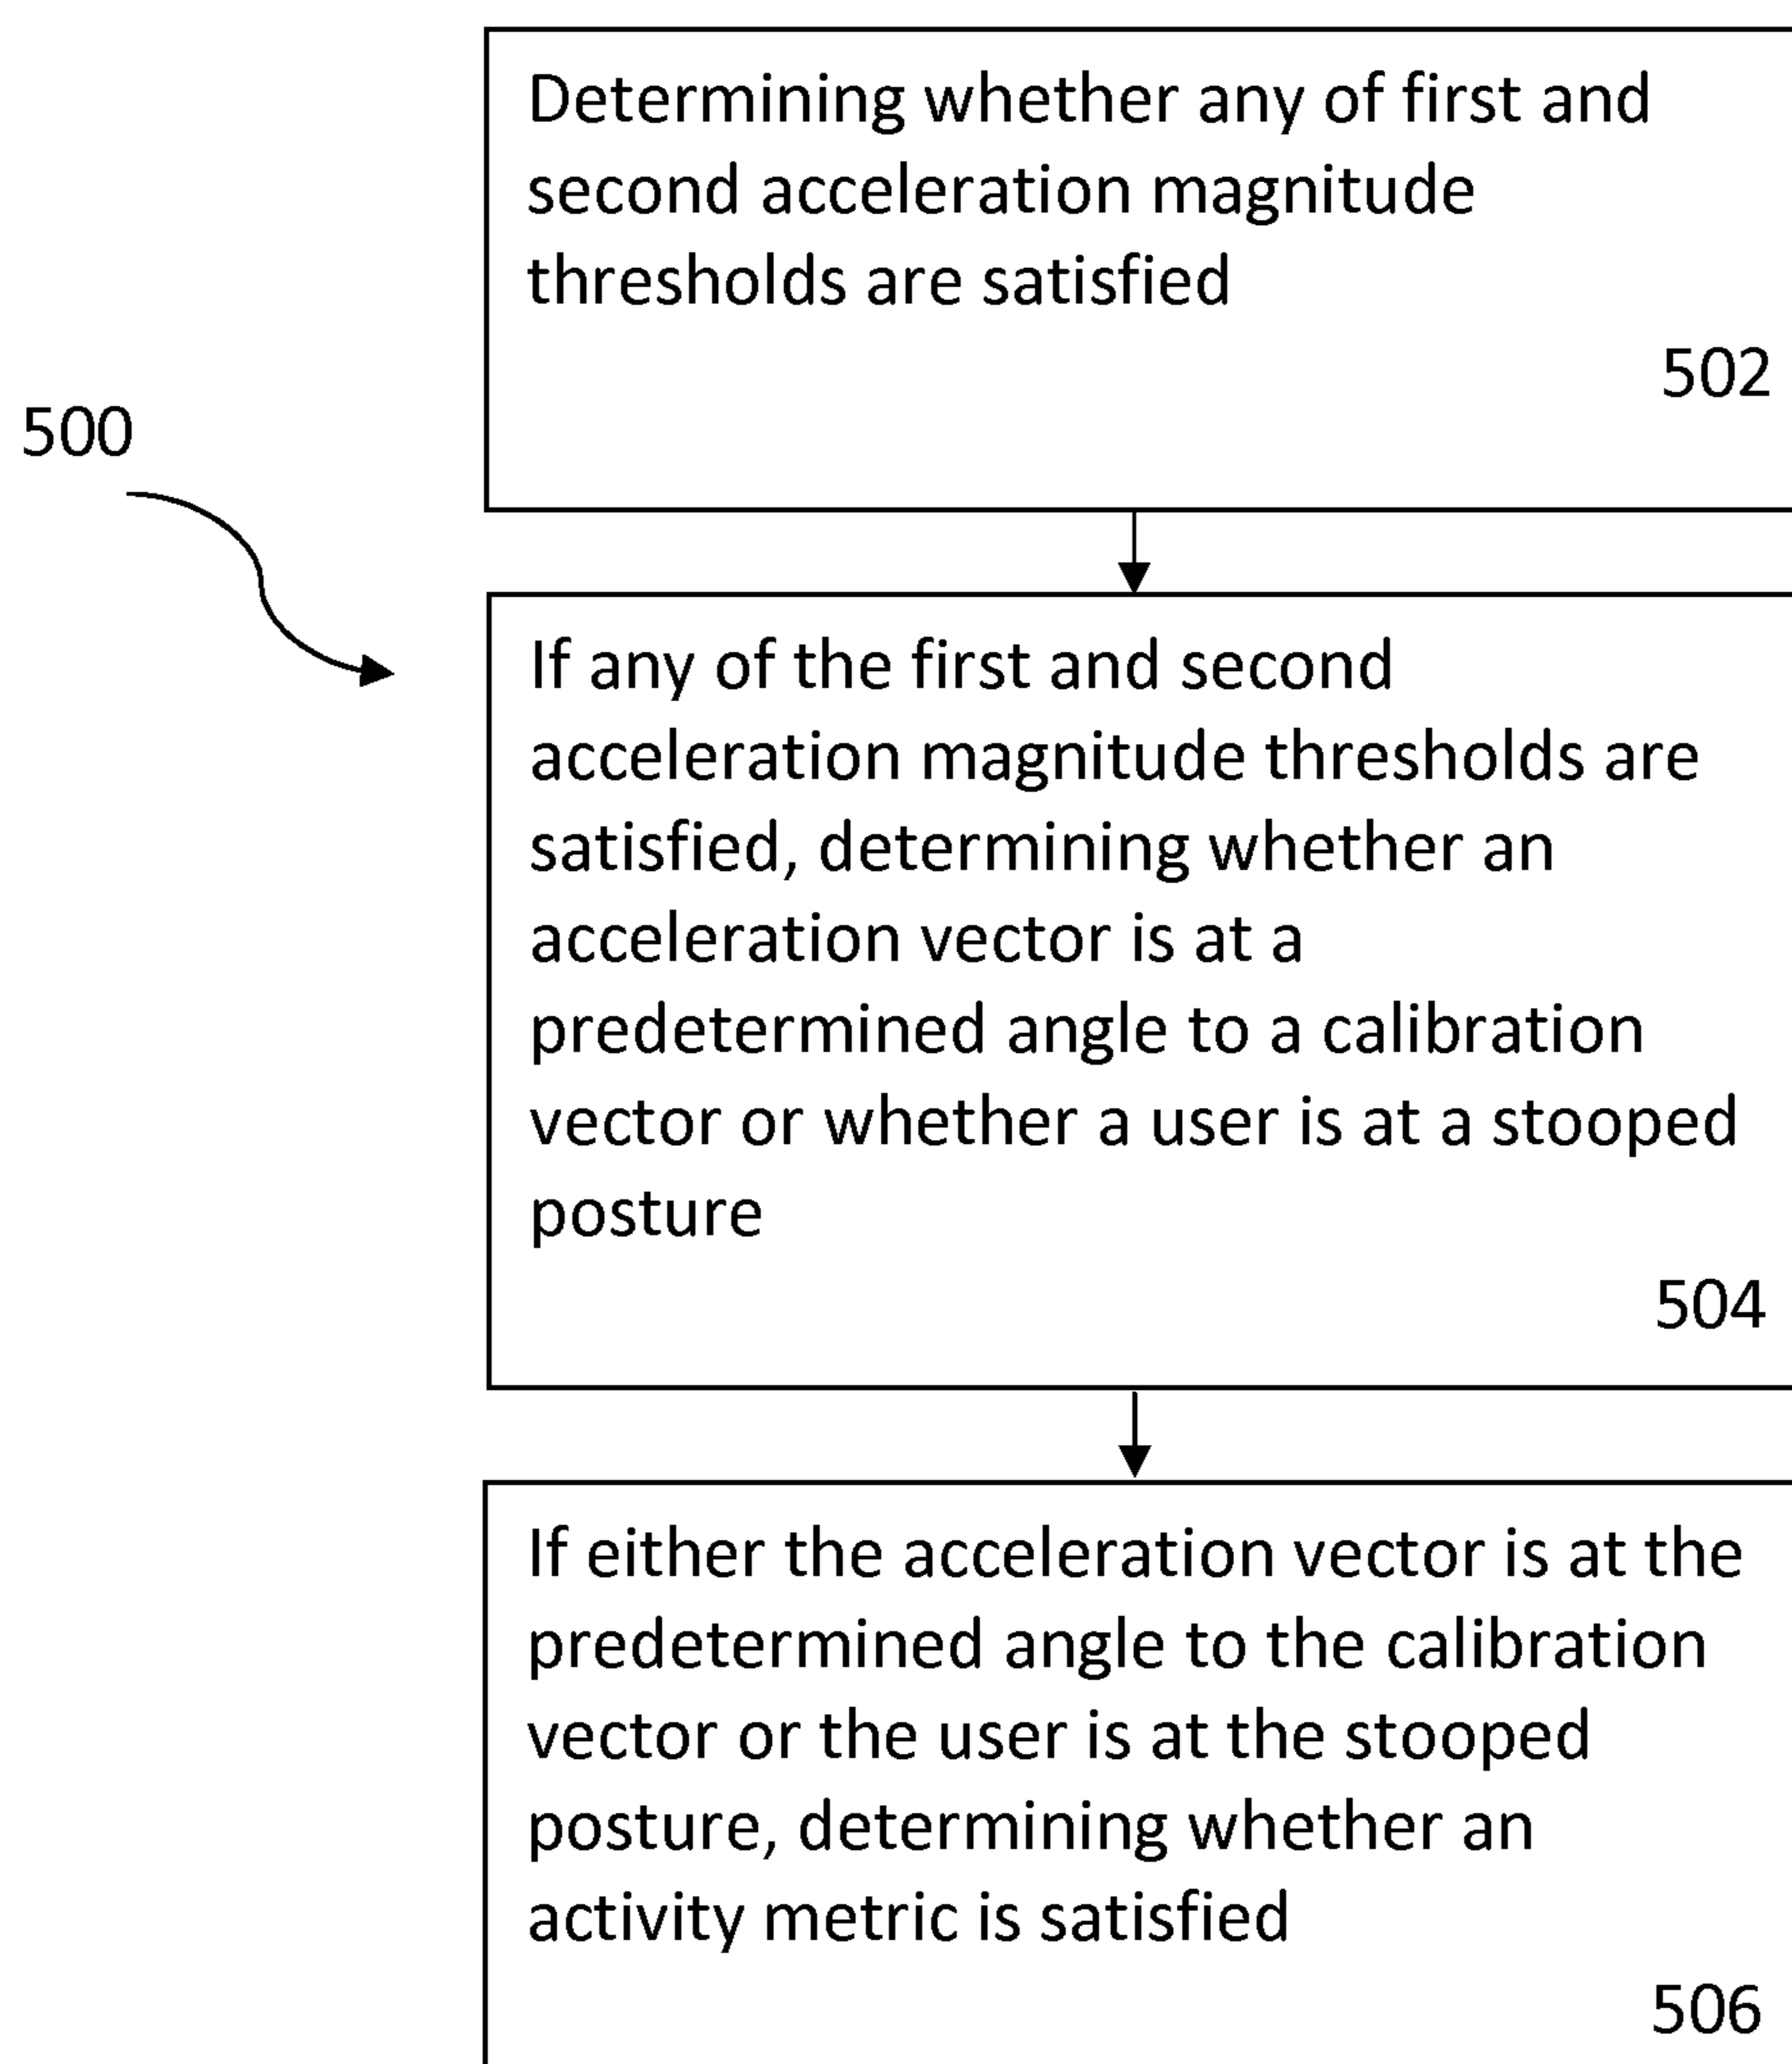 Determining whether any of first and
second acceleration magnitude
thresholds are satisfied
502
500
If any of the first and second
acceleration magnitude thresholds are
satisfied, determining whether an
acceleration vector is at a
predetermined angle to a calibration
vector or whether a user is at a stooped
posture
504
If either the acceleration vector is at the
predetermined angle to the calibration
vector or the user is at the stooped
posture, determining whether an
activity metric is satisfied
506